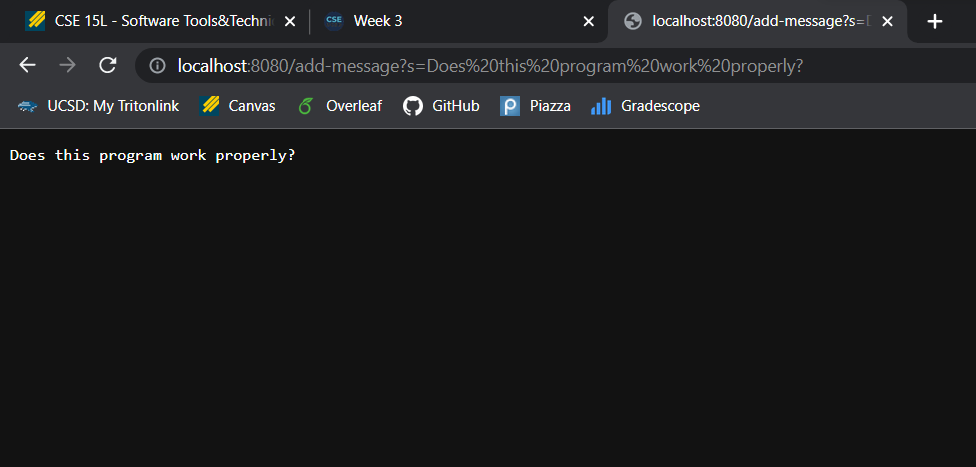 CSE 15L - Software Tools&Techni
CSE Week 3
localhost:8080/add-message?s=D
localhost:8080/add-message?s=Does%20this%20program%20work%20properly?
UCSD: My Tritonlink Canvas Overleaf GitHub Piazza Gradescope
Does this program work properly?